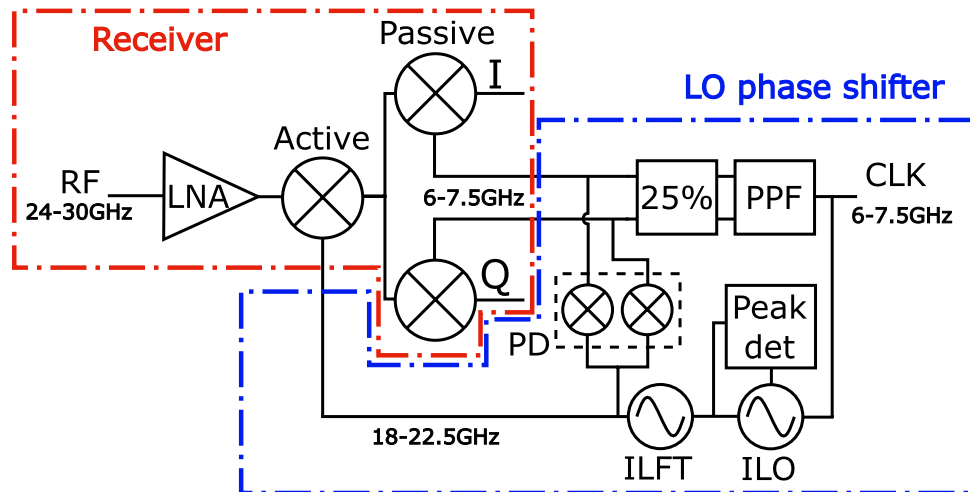 Receiver
Passive
I
LO phase shifter
Active
RF
24-30GHz
LNA
6-7.5GHz
25%
PPF
CLK
6-7.5GHz
Q
PD
Peak
det
18-22.5GHz
ILFT
ILO